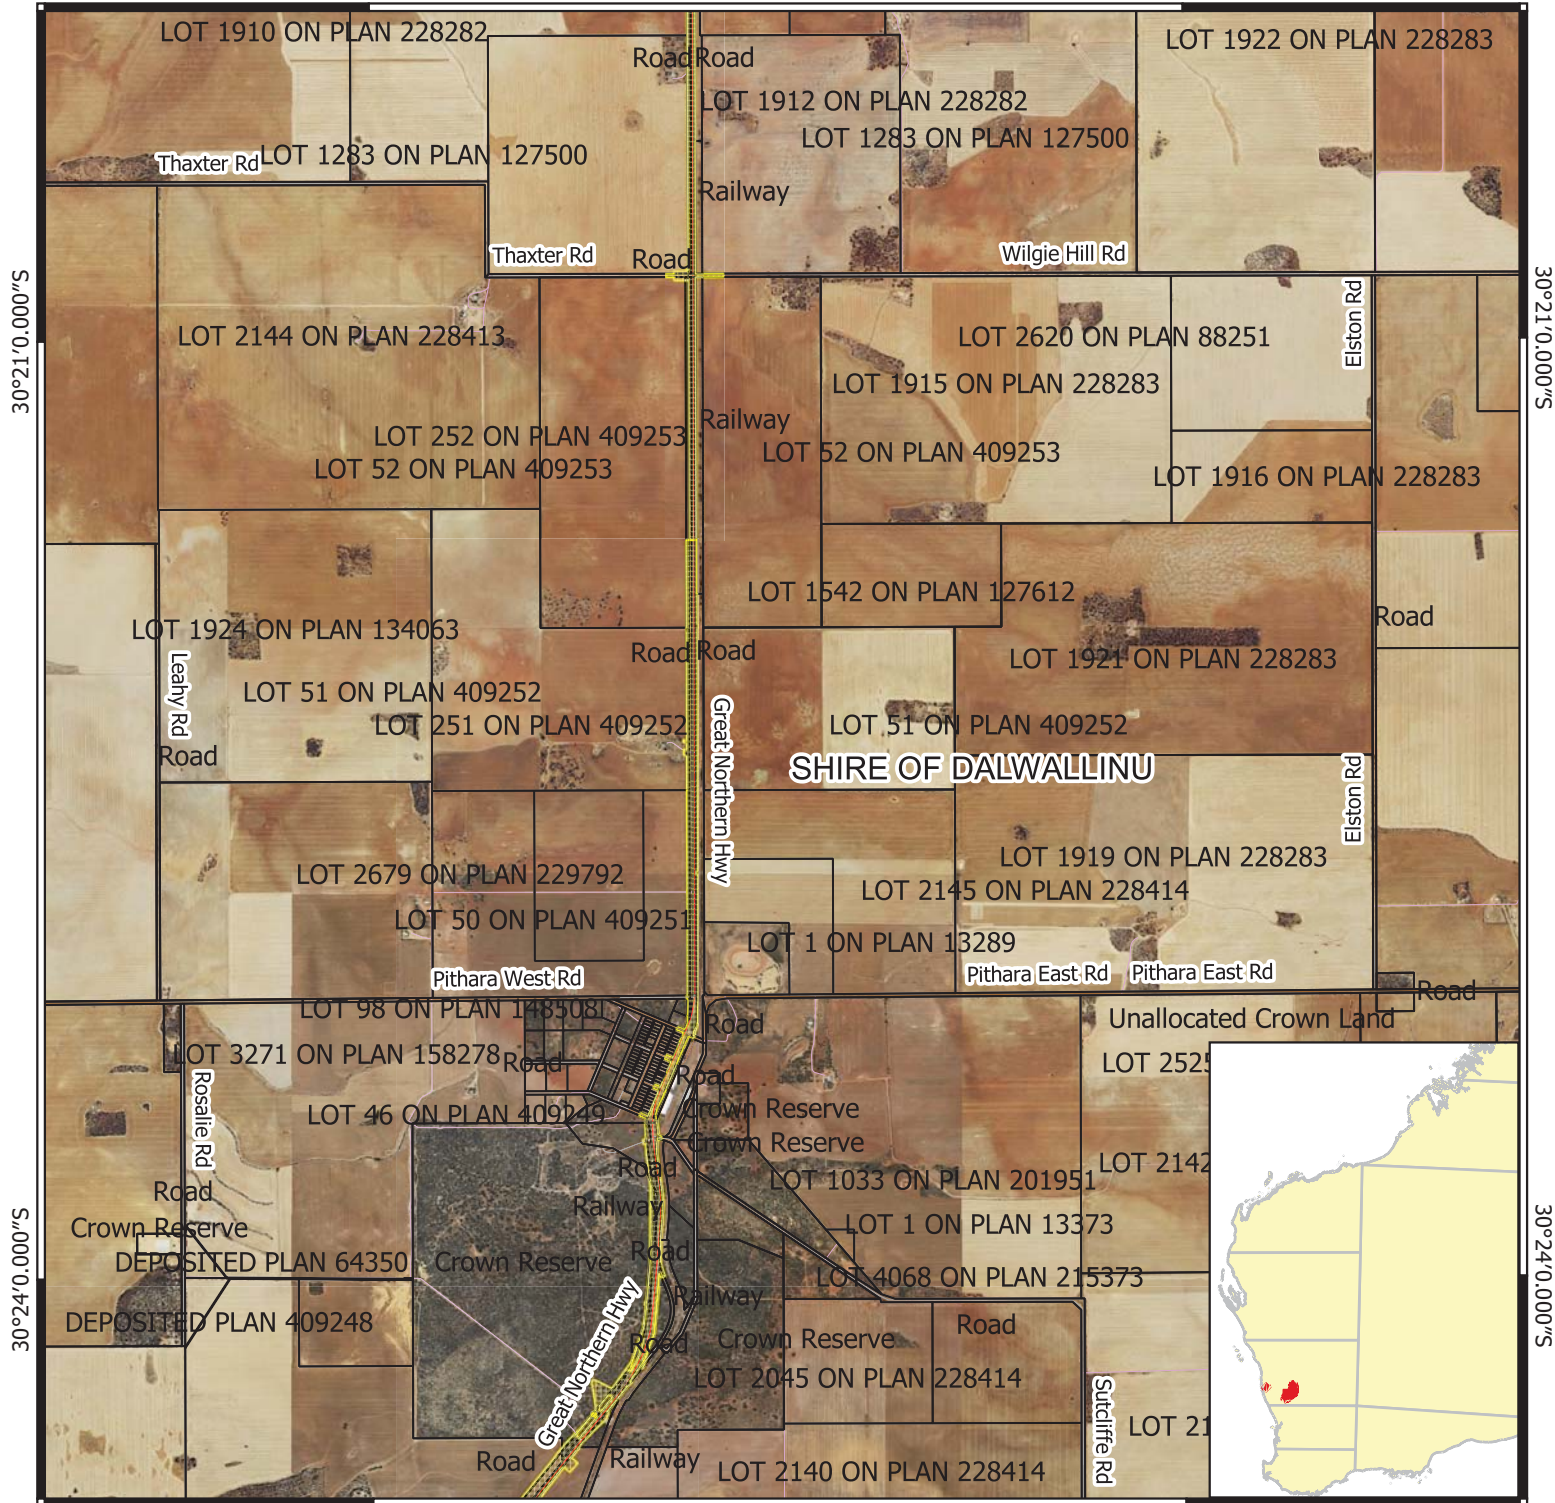 LOT 1910 ON PLAN 228282
LOT 1922 ON PLAN 228283
Road Road
LOT 1912 ON PLAN 228282
LOT 1283 ON PLAN 127500
Thaxter Rd
LOT 1283 ON PLAN 127500
Railway
Thaxter Rd
Road
Wilgie Hill Rd
30°21'0.000"S
30°21'0.000"S
Elston Rd
LOT 2144 ON PLAN 228413
LOT 2620 ON PLAN 88251
LOT 1915 ON PLAN 228283
Railway
LOT 252 ON PLAN 409253
LOT 52 ON PLAN 409253
LOT 52 ON PLAN 409253
LOT 1916 ON PLAN 228283
LOT 1542 ON PLAN 127612
Road
LOT 1924 ON PLAN 134063
Road Road
LOT 1921 ON PLAN 228283
Leahy Rd
LOT 51 ON PLAN 409252
LOT 251 ON PLAN 409252
Great Northern Hwy
LOT 51 ON PLAN 409252
Road
SHIRE OF DALWALLINU
Elston Rd
LOT 1919 ON PLAN 228283
LOT 2679 ON PLAN 229792
LOT 2145 ON PLAN 228414
LOT 50 ON PLAN 409251
LOT 1 ON PLAN 13289
Pithara West Rd
Pithara East Rd
Pithara East Rd
Road
LOT 98 ON PLAN 148508
Road
Unallocated Crown Land
LOT 3271 ON PLAN 158278
Road
LOT 2525
Rosalie Rd
Road
LOT 46 ON PLAN 409249
Crown Reserve
Crown Reserve
Road
LOT 2142
LOT 1033 ON PLAN 201951
Road
Railway
Crown Reserve
LOT 1 ON PLAN 13373
30°24'0.000"S
30°24'0.000"S
DEPOSITED PLAN 64350
Crown Reserve
Road
LOT 4068 ON PLAN 215373
Railway
DEPOSITED PLAN 409248
Great Northern Hwy
Road
Crown Reserve
Road
LOT 2045 ON PLAN 228414
Sutcliffe Rd
LOT 21
Road
Railway
LOT 2140 ON PLAN 228414